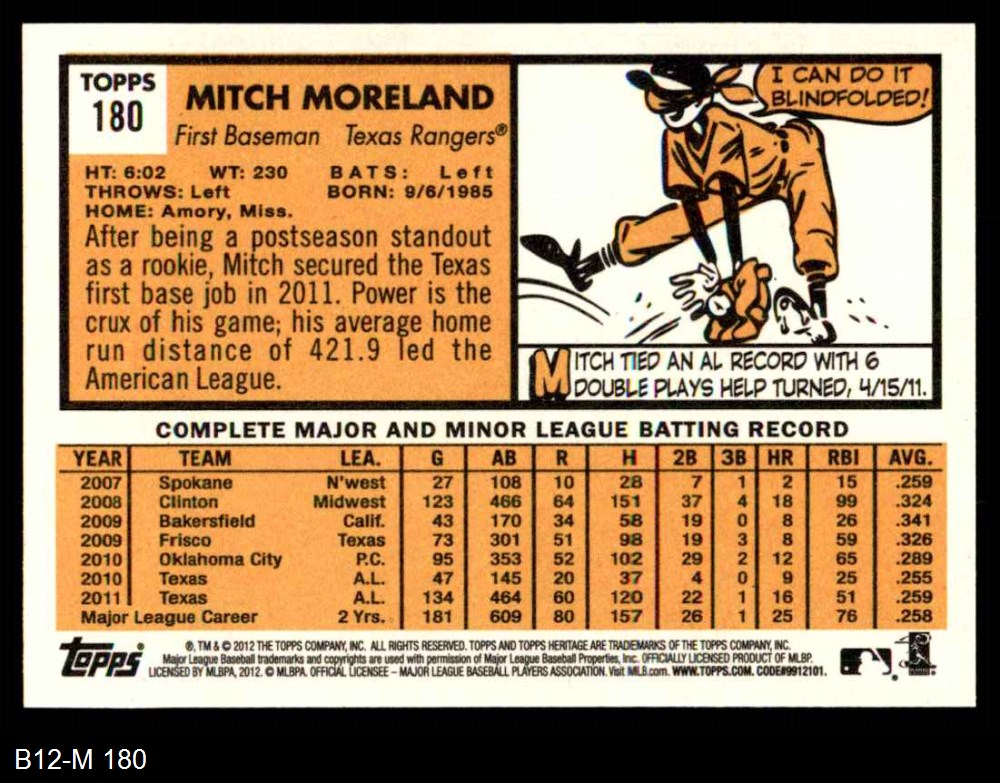 TOPPS
180
MITCH MORELAND
First Baseman Texas Rangers®
HT: 6:02 WT: 230 BATS: Left
THROWS: Left BORN: 9/6/1985
HOME: Amory, Miss.
After being a postseason standout
as a rookie, Mitch secured the Texas
first base job in 2011. Power is the
crux of his game; his average home
run distance of 421.9 led the
American League.
I CAN DO IT
BLINDFOLDED!
MITCH TIED AN AL RECORD WITH 6
DOUBLE PLAYS HELP TURNED, 4/15/11.
COMPLETE MAJOR AND MINOR LEAGUE BATTING RECORD
YEAR TEAM LEA. G AB R H 2B 3B HR RBI AVG.
2007 Spokane N'west 27 108 10 28 7 1 2 15 .259
2008 Clinton Midwest 123 466 64 151 37 4 18 99 .324
2009 Bakersfield Calif. 43 170 34 58 19 0 8 26 .341
2009 Frisco Texas 73 301 51 98 19 3 8 59 .326
2010 Oklahoma City P.C. 95 353 52 102 29 2 12 65 .289
2010 Texas A.L. 47 145 20 37 4 0 9 25 .255
2011 Texas A.L. 134 464 60 120 22 1 16 51 .259
Major League Career 2 Yrs. 181 609 80 157 26 1 25 76 .258
Topps
®, TM & © 2012 THE TOPPS COMPANY, INC. ALL RIGHTS RESERVED. TOPPS AND TOPPS HERITAGE ARE TRADEMARKS OF THE TOPPS COMPANY, INC.
Major League Baseball trademarks and copyrights are used with permission of Major League Baseball Properties, Inc. OFFICIALLY LICENSED PRODUCT OF MLBP.
LICENSED BY MLBPA, 2012. © MLBPA. OFFICIAL LICENSEE – MAJOR LEAGUE BASEBALL PLAYERS ASSOCIATION. Visit MLB.com. WWW.TOPPS.COM. CODE#9912101.
B12-M 180